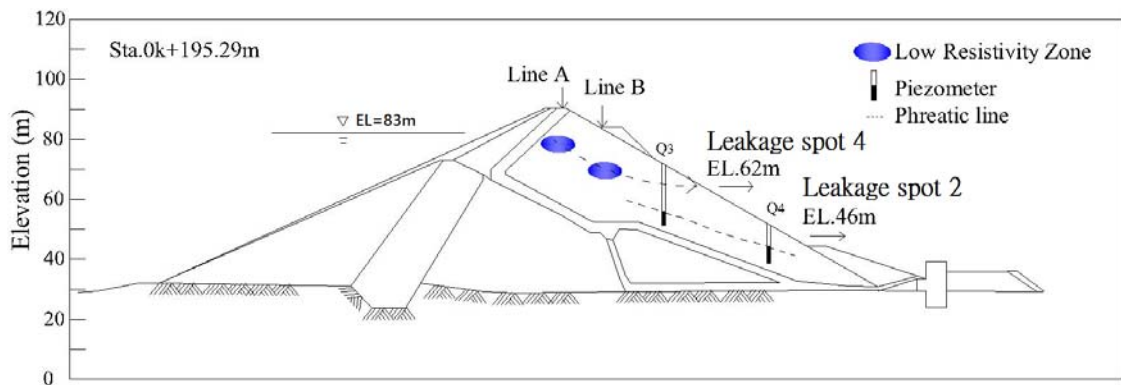 120
Sta.0k+195.29m
Low Resistivity Zone
100
Line A
Line B
Piezometer
EL=83m
Phreatic line
80
Q3
Leakage spot 4
EL.62m
60
Q4
Leakage spot 2
EL.46m
40
20
0
Elevation (m)